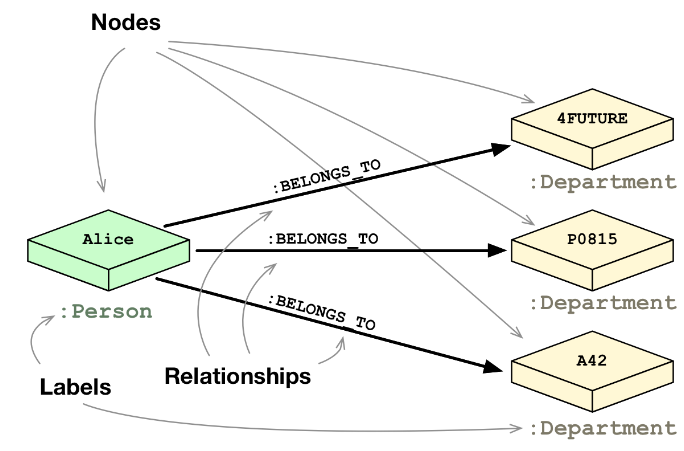 Nodes
4FUTURE
:BELONGS_TO
:Department
Alice
:BELONGS_TO
P0815
:Department
:Person
:BELONGS_TO
A42
Labels
Relationships
:Department